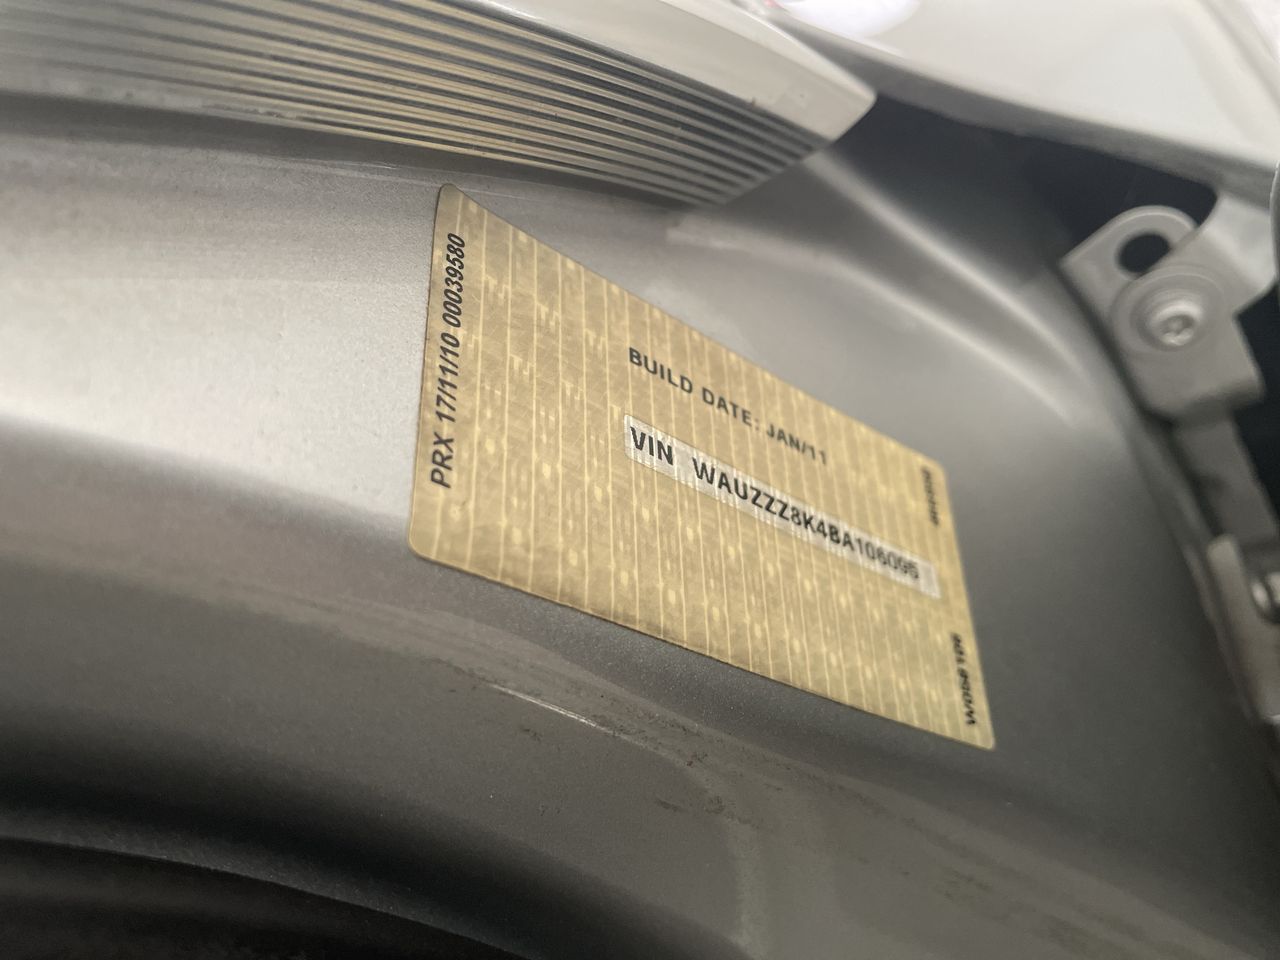 PRX 17/11/10 00039580
BUILD DATE: JAN/11
VIN WAUZZZ8K4BA106095